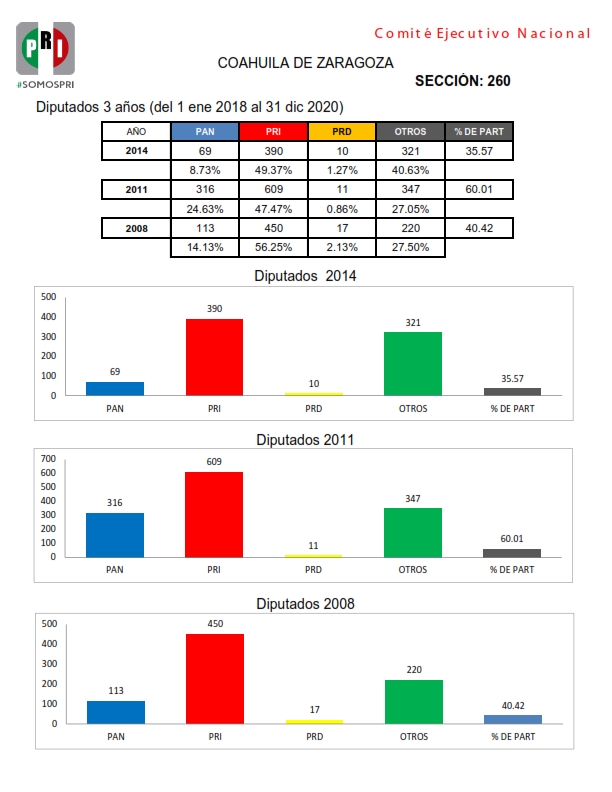 Comité Ejecutivo Nacional
PRI
#SOMOSPRI
COAHUILA DE ZARAGOZA
SECCIÓN: 260
Diputados 3 años (del 1 ene 2018 al 31 dic 2020)
AÑO PAN PRI PRD OTROS % DE PART
2014 69 390 10 321 35.57
8.73% 49.37% 1.27% 40.63%
2011 316 609 11 347 60.01
24.63% 47.47% 0.86% 27.05%
2008 113 450 17 220 40.42
14.13% 56.25% 2.13% 27.50%
Diputados 2014
500
400
300
200
100
0
69 390 10 321 35.57
PAN PRI PRD OTROS % DE PART
Diputados 2011
700
600
500
400
300
200
100
0
316 609 11 347 60.01
PAN PRI PRD OTROS % DE PART
Diputados 2008
500
400
300
200
100
0
113 450 17 220 40.42
PAN PRI PRD OTROS % DE PART